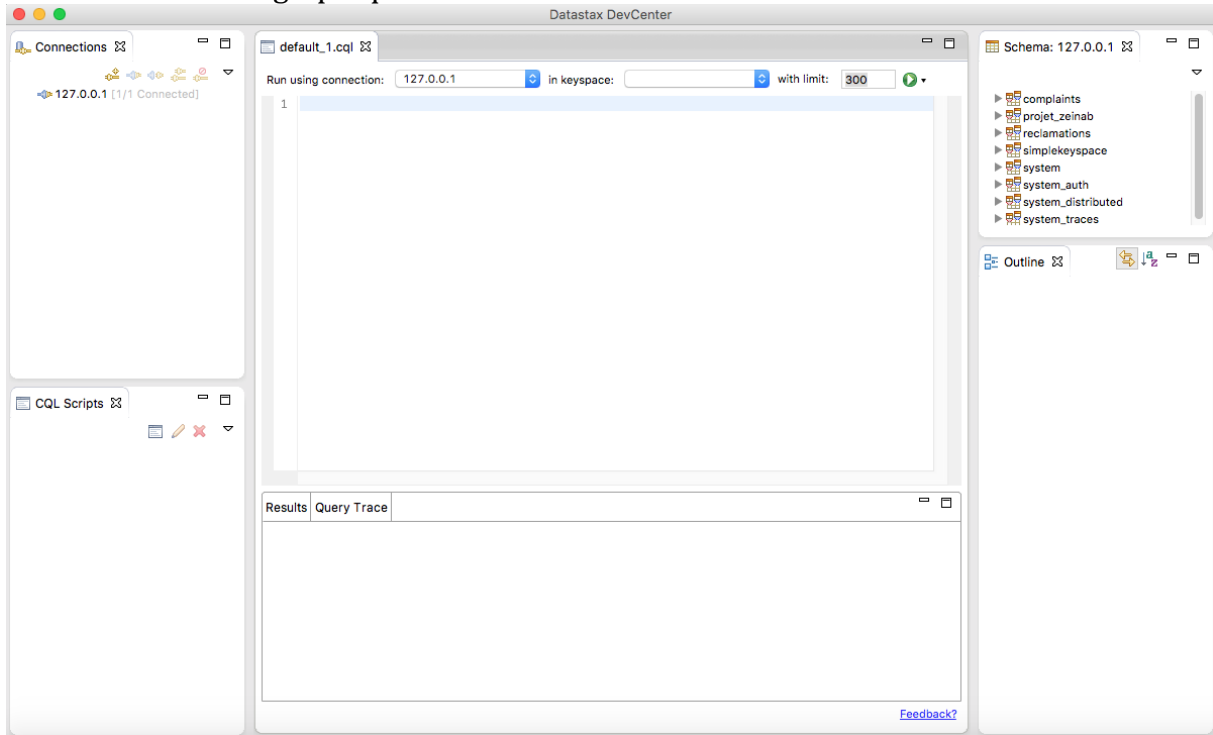 Datastax DevCenter
Connections
127.0.0.1 [1/1 Connected]
CQL Scripts
default_1.cql
Run using connection: 127.0.0.1 in keyspace: with limit: 300
1
Results Query Trace
Feedback?
Schema: 127.0.0.1
complaints
projet_zeinab
reclamations
simplekeyspace
system
system_auth
system_distributed
system_traces
Outline